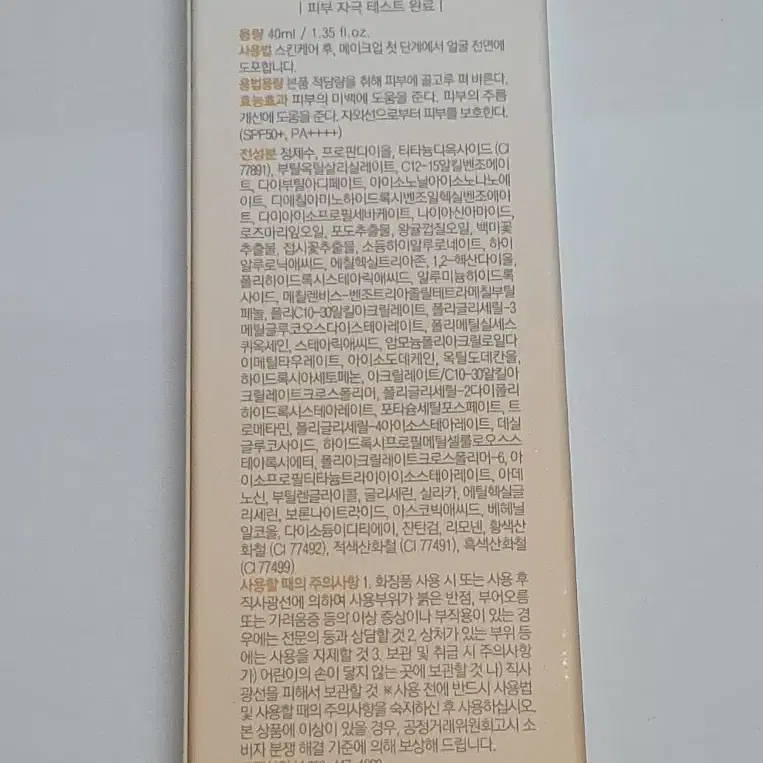 | 피부 자극 테스트 완료 |
용량 40ml / 1.35 fl.oz.
사용법 스킨케어 후, 메이크업 첫 단계에서 얼굴 전면에
도포합니다.
용법용량 본품 적당량을 취해 피부에 골고루 펴 바른다.
효능효과 피부의 미백에 도움을 준다. 피부의 주름
개선에 도움을 준다. 자외선으로부터 피부를 보호한다.
(SPF50+, PA++++)
전성분 정제수, 프로판다이올, 티타늄디옥사이드 (CI
77891), 부틸옥틸살리실레이트, C12-15알킬벤조에이
트, 다이부틸아디페이트, 아이소노닐아이소노나노에
이트, 디에칠아미노하이드록시벤조일헥실벤조에이
트, 다이아이소프로필세바케이트, 나이아신아마이드,
로즈마리잎오일, 포도추출물, 왕귤껍질오일, 백미꽃
추출물, 접시꽃추출물, 소듐하이알루로네이트, 하이
알루로닉애씨드, 에칠헥실트리아존, 1,2-헥산다이올,
폴리하이드록시스테아릭애씨드, 알루미늄하이드록
사이드, 메칠렌비스-벤조트리아졸릴테트라메칠부틸
페놀, 폴리C10-30알킬아크릴레이트, 폴리글리세릴-3
메틸글루코오스다이스테아레이트, 폴리메틸실세스
퀴옥세인, 스테아릭애씨드, 암모늄폴리아크릴로일다
이메틸타우레이트, 아이소도데케인, 옥틸도데칸올,
하이드록시아세토페논, 아크릴레이트/C10-30알킬아
크릴레이트크로스폴리머, 폴리글리세릴-2다이폴리
하이드록시스테아레이트, 포타슘세틸포스페이트, 트
로메타민, 폴리글리세릴-4아이소스테아레이트, 데실
글루코사이드, 하이드록시프로필메틸셀룰로오스스
테아록시에터, 폴리아크릴레이트크로스폴리머-6, 아
이소프로필티타늄트라이아이소스테아레이트, 아데
노신, 부틸렌글라이콜, 글리세린, 실리카, 에틸헥실글
리세린, 보론나이트라이드, 아스코빅애씨드, 베헤닐
알코올, 다이소듐이디티에이, 잔탄검, 리모넨, 황색산
화철 (CI 77492), 적색산화철 (CI 77491), 흑색산화철
(CI 77499)
사용할 때의 주의사항 1. 화장품 사용 시 또는 사용 후
직사광선에 의하여 사용부위가 붉은 반점, 부어오름
또는 가려움증 등의 이상 증상이나 부작용이 있는 경
우에는 전문의 등과 상담할 것 2. 상처가 있는 부위 등
에는 사용을 자제할 것 3. 보관 및 취급 시 주의사항
가) 어린이의 손이 닿지 않는 곳에 보관할 것 나) 직사
광선을 피해서 보관할 것 ※사용 전에 반드시 사용법
및 사용할 때의 주의사항을 숙지하신 후 사용하십시오.
본 상품에 이상이 있을 경우, 공정거래위원회고시 소
비자 분쟁 해결 기준에 의해 보상해 드립니다.